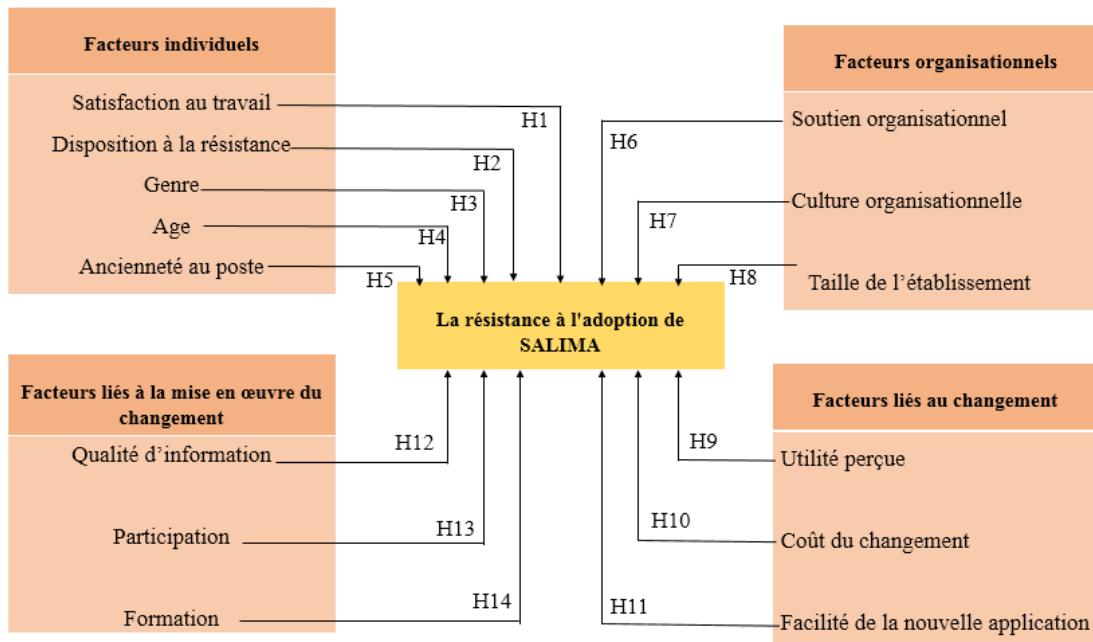 Facteurs individuels
Satisfaction au travail
H1
Disposition à la résistance
H2
Genre
H3
Age
H4
Ancienneté au poste
H5
Facteurs organisationnels
Soutien organisationnel
H6
Culture organisationnelle
H7
Taille de l’établissement
H8
La résistance à l'adoption de
SALIMA
Facteurs liés à la mise en œuvre du
changement
Qualité d’information
H12
Participation
H13
Formation
H14
Facteurs liés au changement
H9
Utilité perçue
H10
Coût du changement
H11
Facilité de la nouvelle application